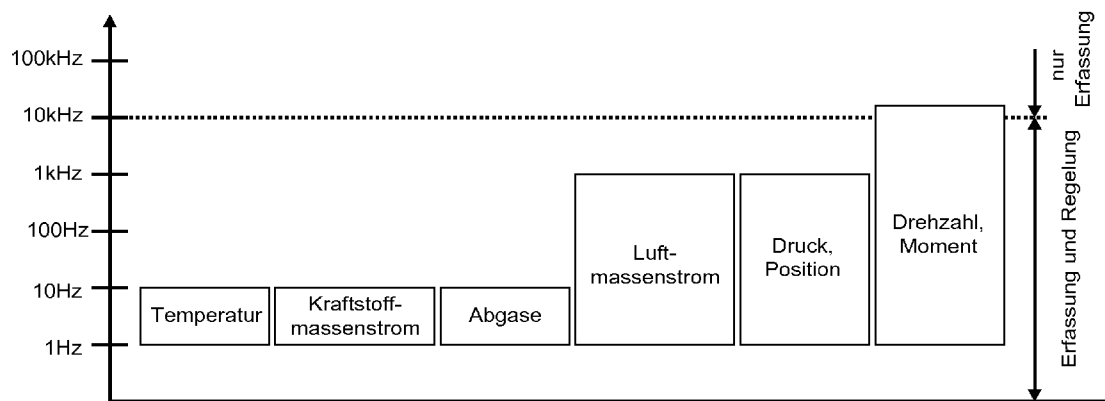 100kHz
10kHz
1kHz
100Hz
10Hz
1Hz
Temperatur
Kraftstoff-
massenstrom
Abgase
Luft-
massenstrom
Druck,
Position
Drehzahl,
Moment
nur
Erfassung
Erfassung und Regelung